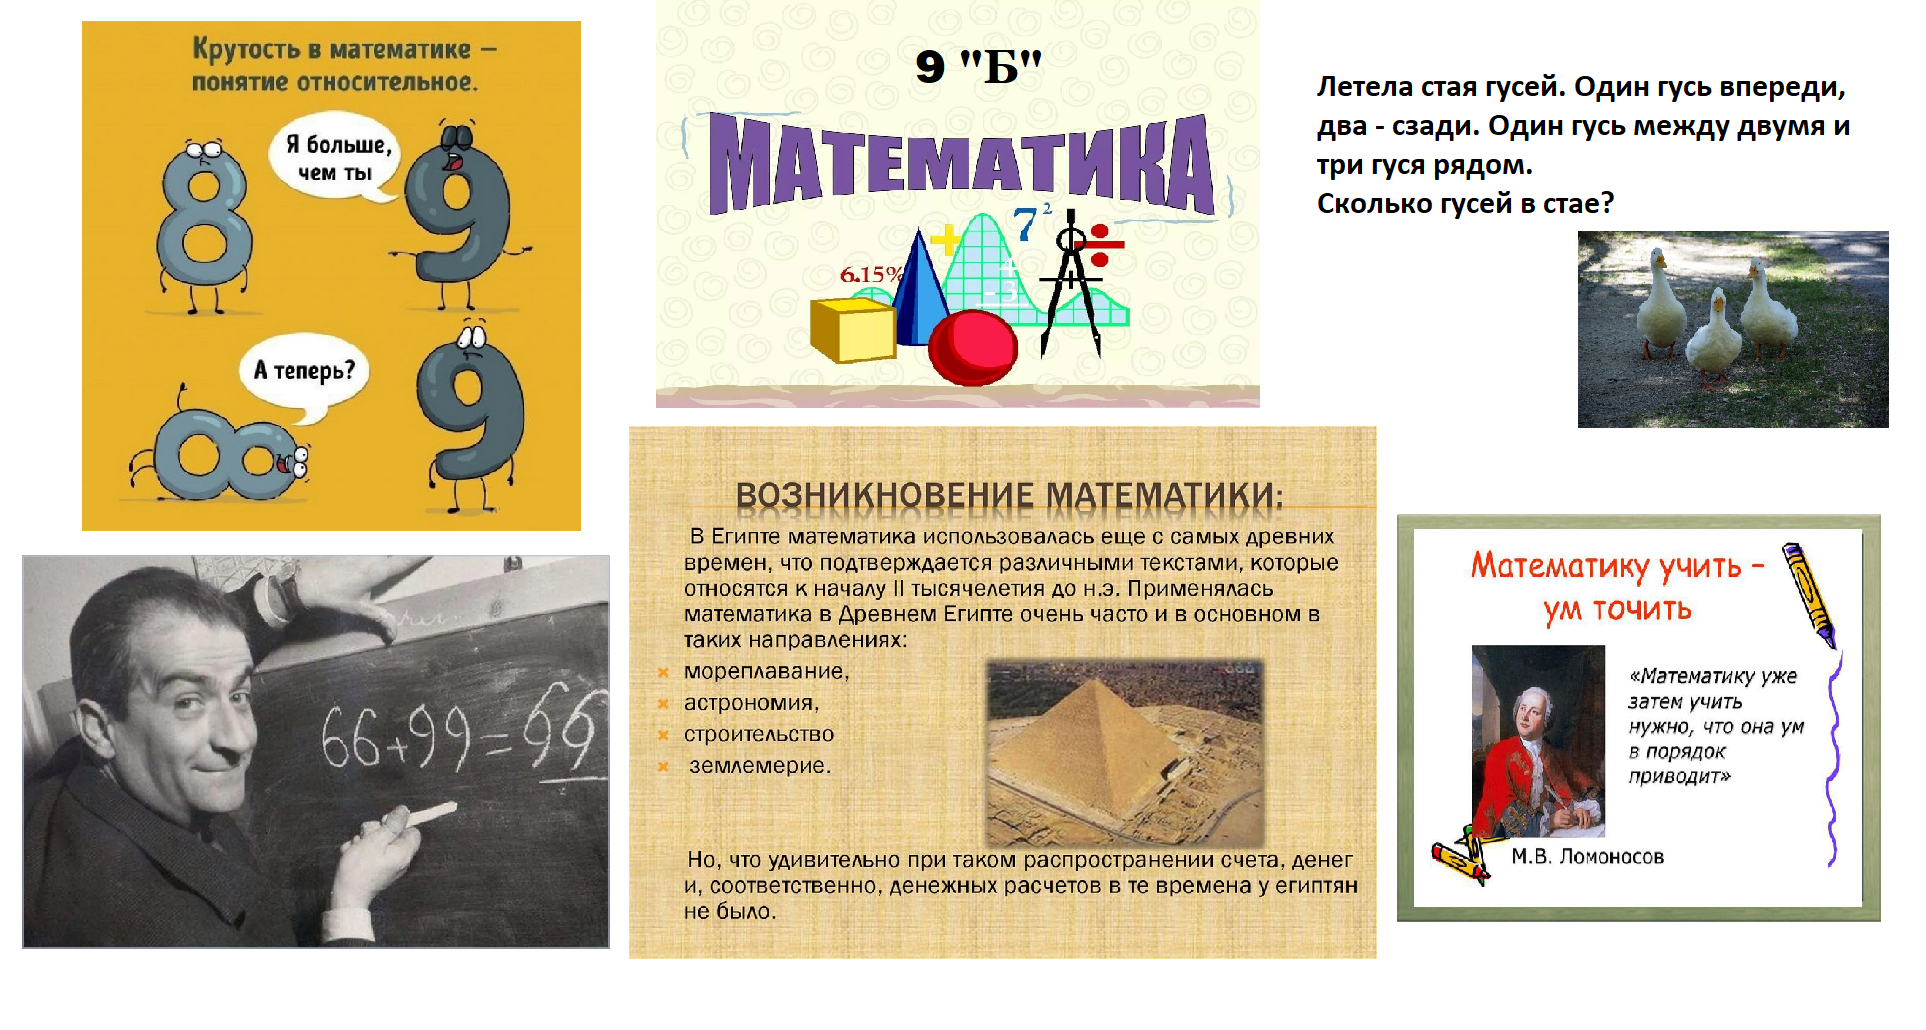 Крутость в математике –
понятие относительное.
Я больше,
чем ты
8
9
А теперь?
8
9
9 "Б"
МАТЕМАТИКА
7²
6.15%
4
- 3
Летела стая гусей. Один гусь впереди,
два - сзади. Один гусь между двумя и
три гуся рядом.
Сколько гусей в стае?
66+99=66
ВОЗНИКНОВЕНИЕ МАТЕМАТИКИ:
В Египте математика использовалась еще с самых древних
времен, что подтверждается различными текстами, которые
относятся к началу II тысячелетия до н.э. Применялась
математика в Древнем Египте очень часто и в основном в
таких направлениях:
мореплавание,
астрономия,
строительство
землемерие.
Но, что удивительно при таком распространении счета, денег
и, соответственно, денежных расчетов в те времена у египтян
не было.
Математику учить –
ум точить
«Математику уже
затем учить
нужно, что она ум
в порядок
приводит»
М.В. Ломоносов